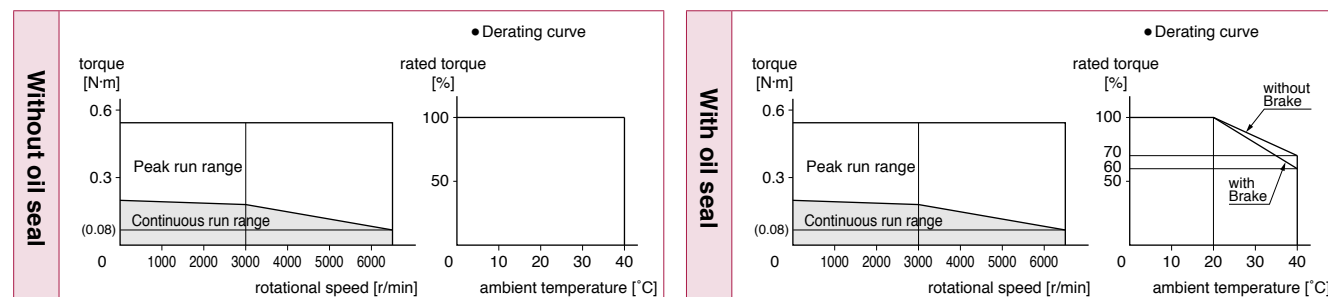 Without oil seal
● Derating curve
torque
[N·m]
0.6
0.3
(0.08)
0
Peak run range
Continuous run range
1000 2000 3000 4000 5000 6000
rotational speed [r/min]
rated torque
[%]
100
50
0 10 20 30 40
ambient temperature [˚C]
With oil seal
● Derating curve
torque
[N·m]
0.6
0.3
(0.08)
0
Peak run range
Continuous run range
1000 2000 3000 4000 5000 6000
rotational speed [r/min]
rated torque
[%]
without
Brake
100
70
60
50
with
Brake
0 10 20 30 40
ambient temperature [˚C]